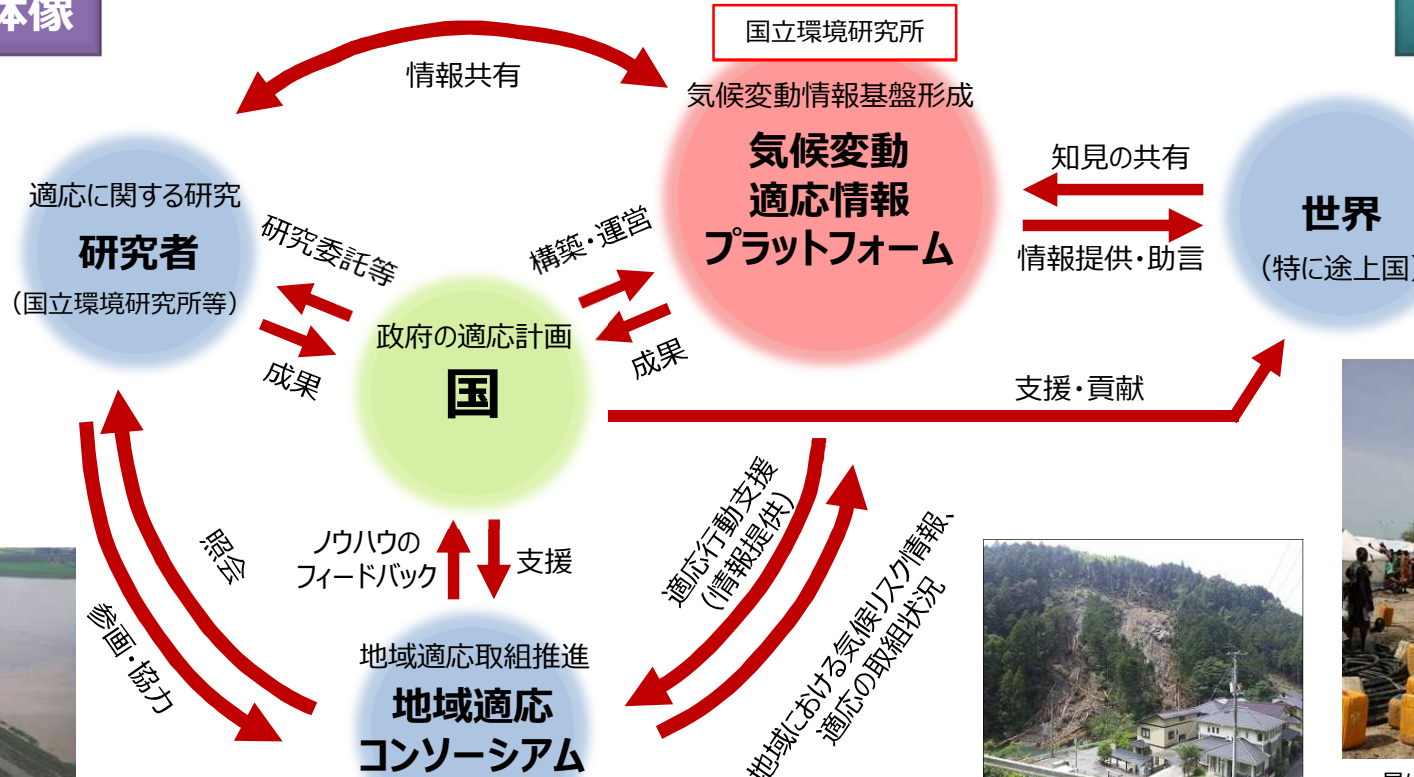 体像
国立環境研究所
情報共有
気候変動情報基盤形成
気候変動
適応情報
プラットフォーム
知見の共有
情報提供・助言
世界
（特に途上国）
適応に関する研究
研究者
（国立環境研究所等）
研究委託等
成果
構築・運営
成果
政府の適応計画
国
支援・貢献
ノウハウの
フィードバック
支援
照会
参画・協力
適応行動支援
（情報提供）
地域における気候リスク情報、
適応の取組状況
地域適応取組推進
地域適応
コンソーシアム